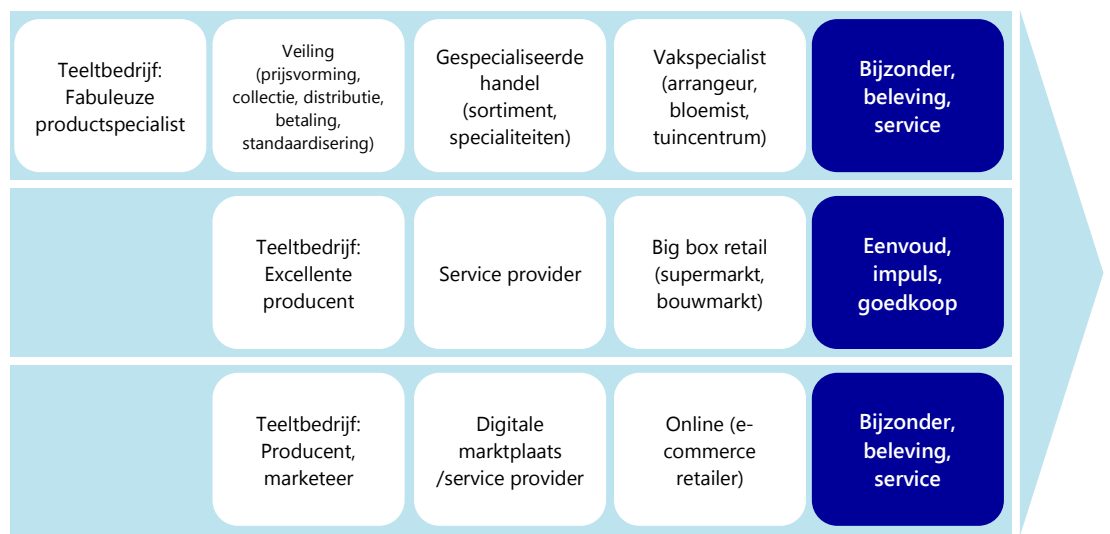 Teeltbedrijf:
Fabuleuze
productspecialist
Veiling
(prijsvorming,
collectie, distributie,
betaling,
standaardisering)
Gespecialiseerde
handel
(sortiment,
specialiteiten)
Vakspecialist
(arrangeur,
bloemist,
tuincentrum)
Bijzonder,
beleving,
service
Teeltbedrijf:
Excellente
producent
Service provider
Big box retail
(supermarkt,
bouwmarkt)
Eenvoud,
impuls,
goedkoop
Teeltbedrijf:
Producent,
marketeer
Digitale
marktplaats
/service provider
Online (e-
commerce
retailer)
Bijzonder,
beleving,
service